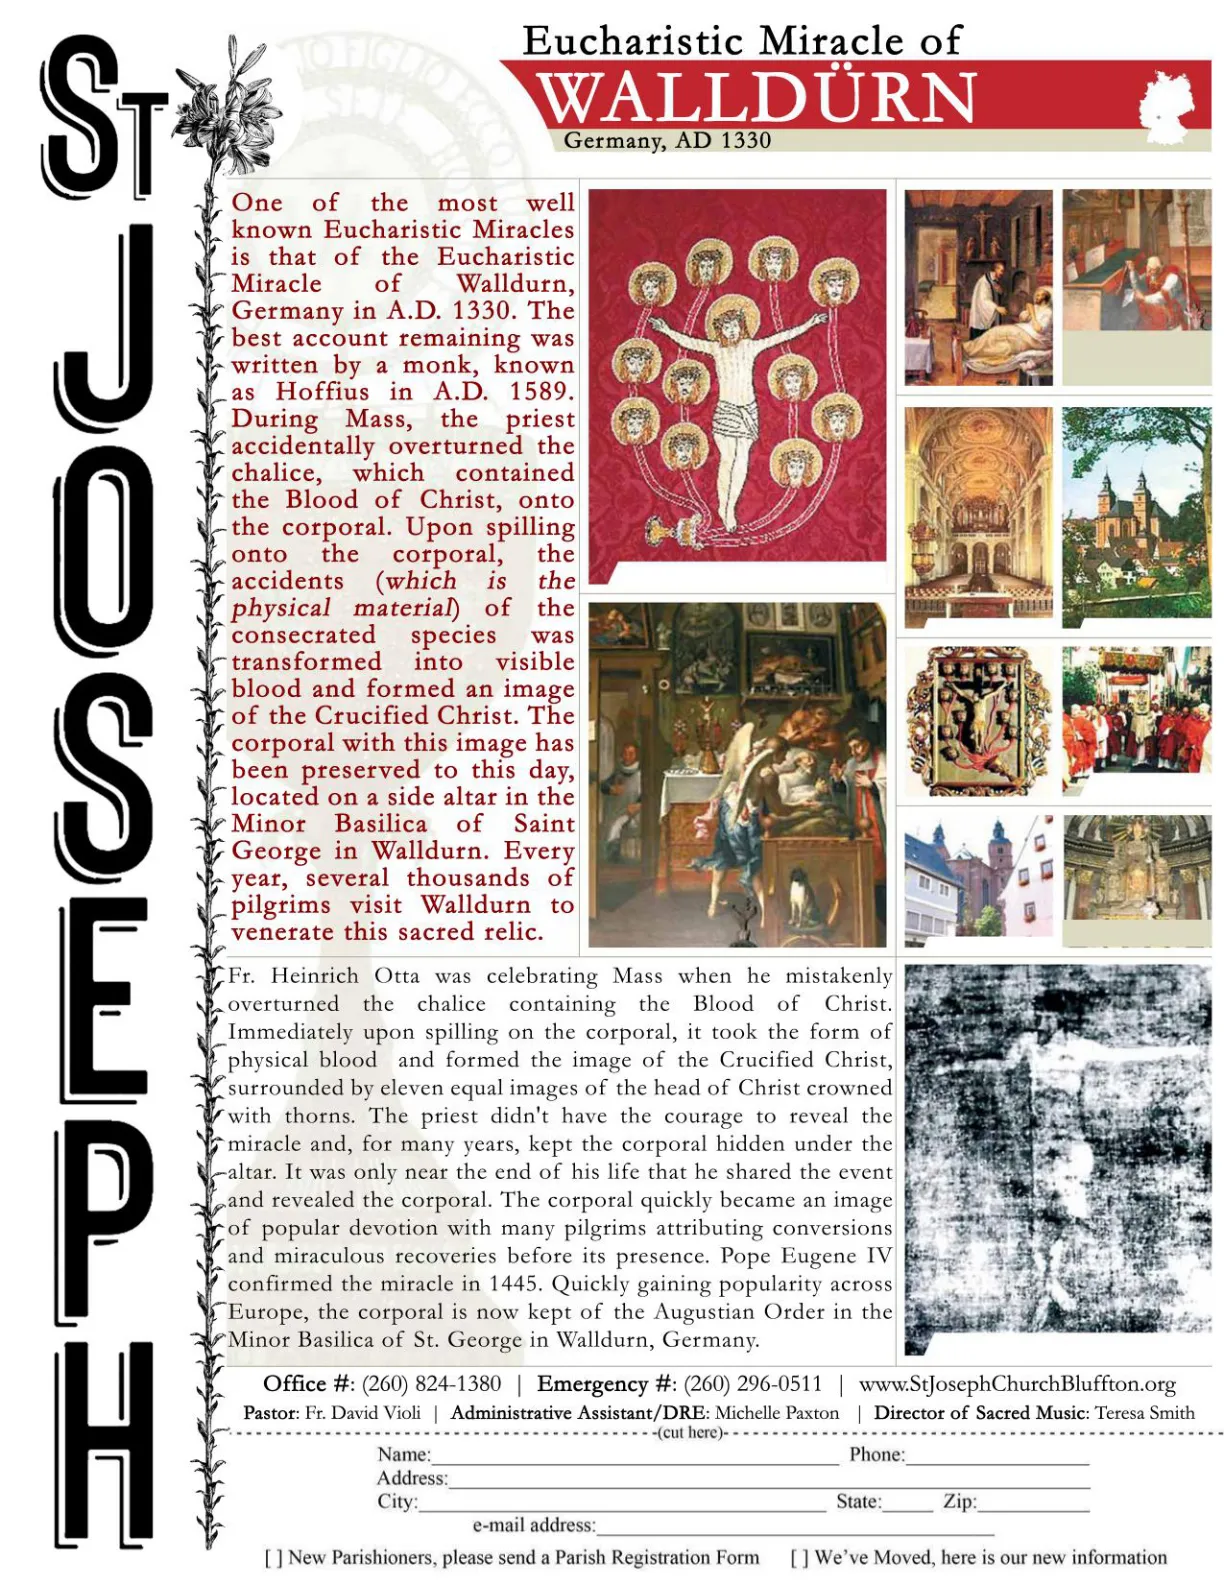 ST JOSEPH
Eucharistic Miracle of
WALLDÜRN
Germany, AD 1330
One of the most well
known Eucharistic Miracles
is that of the Eucharistic
Miracle of Walldurn,
Germany in A.D. 1330. The
best account remaining was
written by a monk, known
as Hoffius in A.D. 1589.
During Mass, the priest
accidentally overturned the
chalice, which contained
the Blood of Christ, onto
the corporal. Upon spilling
onto the corporal, the
accidents (which is the
physical material) of the
consecrated species was
transformed into visible
blood and formed an image
of the Crucified Christ. The
corporal with this image has
been preserved to this day,
located on a side altar in the
Minor Basilica of Saint
George in Walldurn. Every
year, several thousands of
pilgrims visit Walldurn to
venerate this sacred relic.
Fr. Heinrich Otta was celebrating Mass when he mistakenly
overturned the chalice containing the Blood of Christ.
Immediately upon spilling on the corporal, it took the form of
physical blood and formed the image of the Crucified Christ,
surrounded by eleven equal images of the head of Christ crowned
with thorns. The priest didn't have the courage to reveal the
miracle and, for many years, kept the corporal hidden under the
altar. It was only near the end of his life that he shared the event
and revealed the corporal. The corporal quickly became an image
of popular devotion with many pilgrims attributing conversions
and miraculous recoveries before its presence. Pope Eugene IV
confirmed the miracle in 1445. Quickly gaining popularity across
Europe, the corporal is now kept of the Augustian Order in the
Minor Basilica of St. George in Walldurn, Germany.
Office #: (260) 824-1380 | Emergency #: (260) 296-0511 | www.StJosephChurchBluffton.org
Pastor: Fr. David Violi | Administrative Assistant/DRE: Michelle Paxton | Director of Sacred Music: Teresa Smith
(cut here)
Name: Phone:
Address:
City: State: Zip:
e-mail address:
[ ] New Parishioners, please send a Parish Registration Form [ ] We've Moved, here is our new information